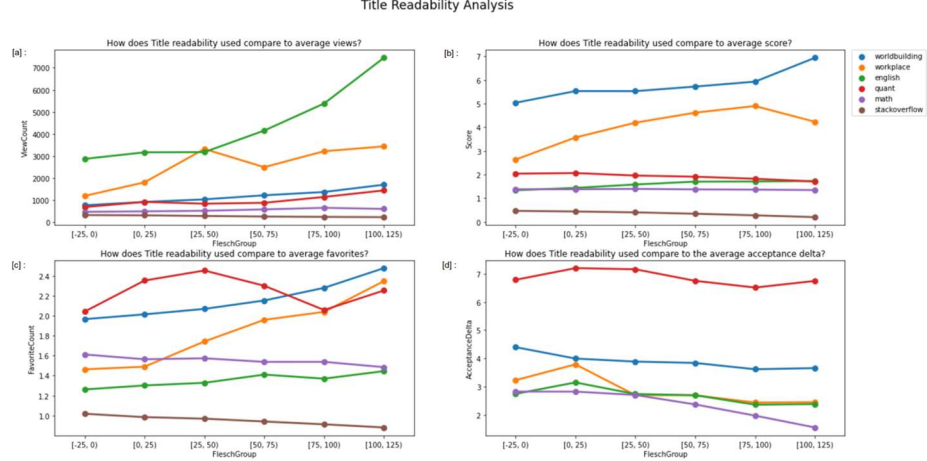 Title Readability Analysis
[a] :
How does Title readability used compare to average views?
ViewCount
7000
6000
5000
4000
3000
2000
1000
0
[-25, 0)
[0, 25)
[25, 50)
[50, 75)
[75, 100)
[100, 125)
FleschGroup
[b] :
How does Title readability used compare to average score?
Score
7
6
5
4
3
2
1
0
[-25, 0)
[0, 25)
[25, 50)
[50, 75)
[75, 100)
[100, 125)
FleschGroup
worldbuilding
workplace
english
quant
math
stackoverflow
[c] :
How does Title readability used compare to average favorites?
FavoriteCount
2.4
2.2
2.0
1.8
1.6
1.4
1.2
1.0
[-25, 0)
[0, 25)
[25, 50)
[50, 75)
[75, 100)
[100, 125)
FleschGroup
[d] :
How does Title readability used compare to the average acceptance delta?
AcceptanceDelta
7
6
5
4
3
2
[-25, 0)
[0, 25)
[25, 50)
[50, 75)
[75, 100)
[100, 125)
FleschGroup